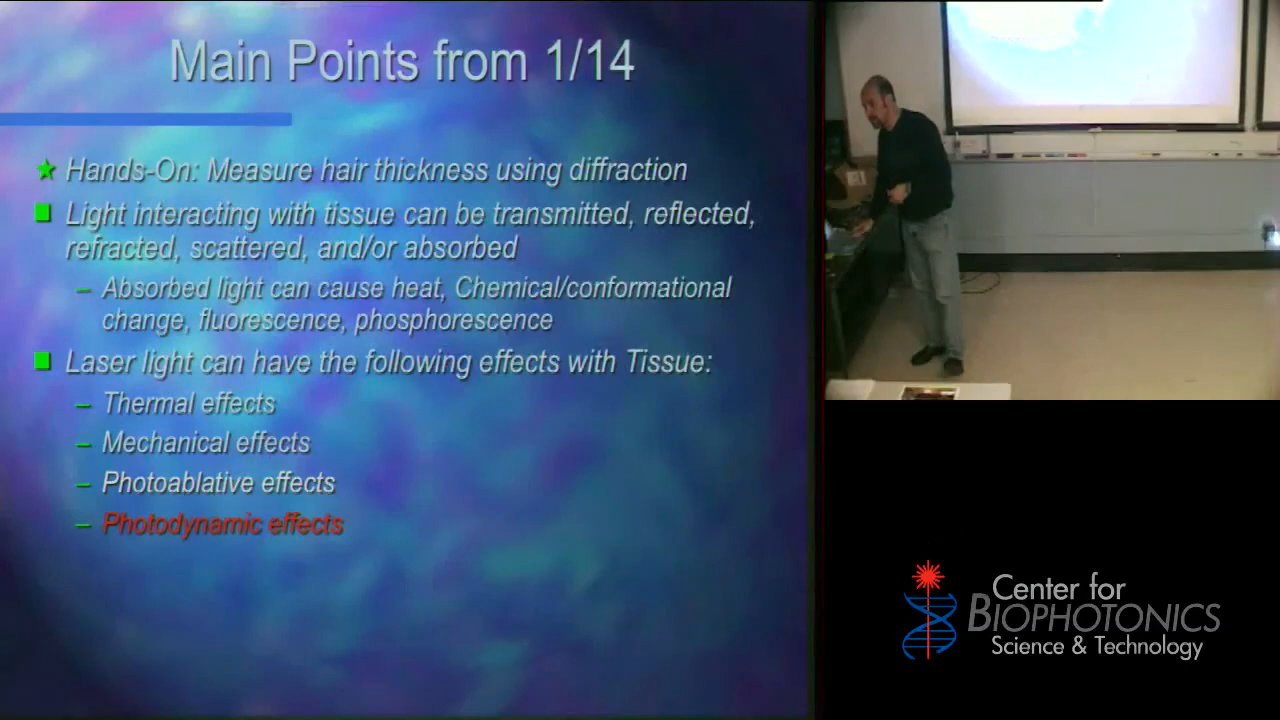 Main Points from 1/14
Hands-On: Measure hair thickness using diffraction
Light interacting with tissue can be transmitted, reflected,
refracted, scattered, and/or absorbed
– Absorbed light can cause heat, Chemical/conformational
change, fluorescence, phosphorescence
Laser light can have the following effects with Tissue:
– Thermal effects
– Mechanical effects
– Photoablative effects
– Photodynamic effects
Center for
BIOPHOTONICS
Science & Technology